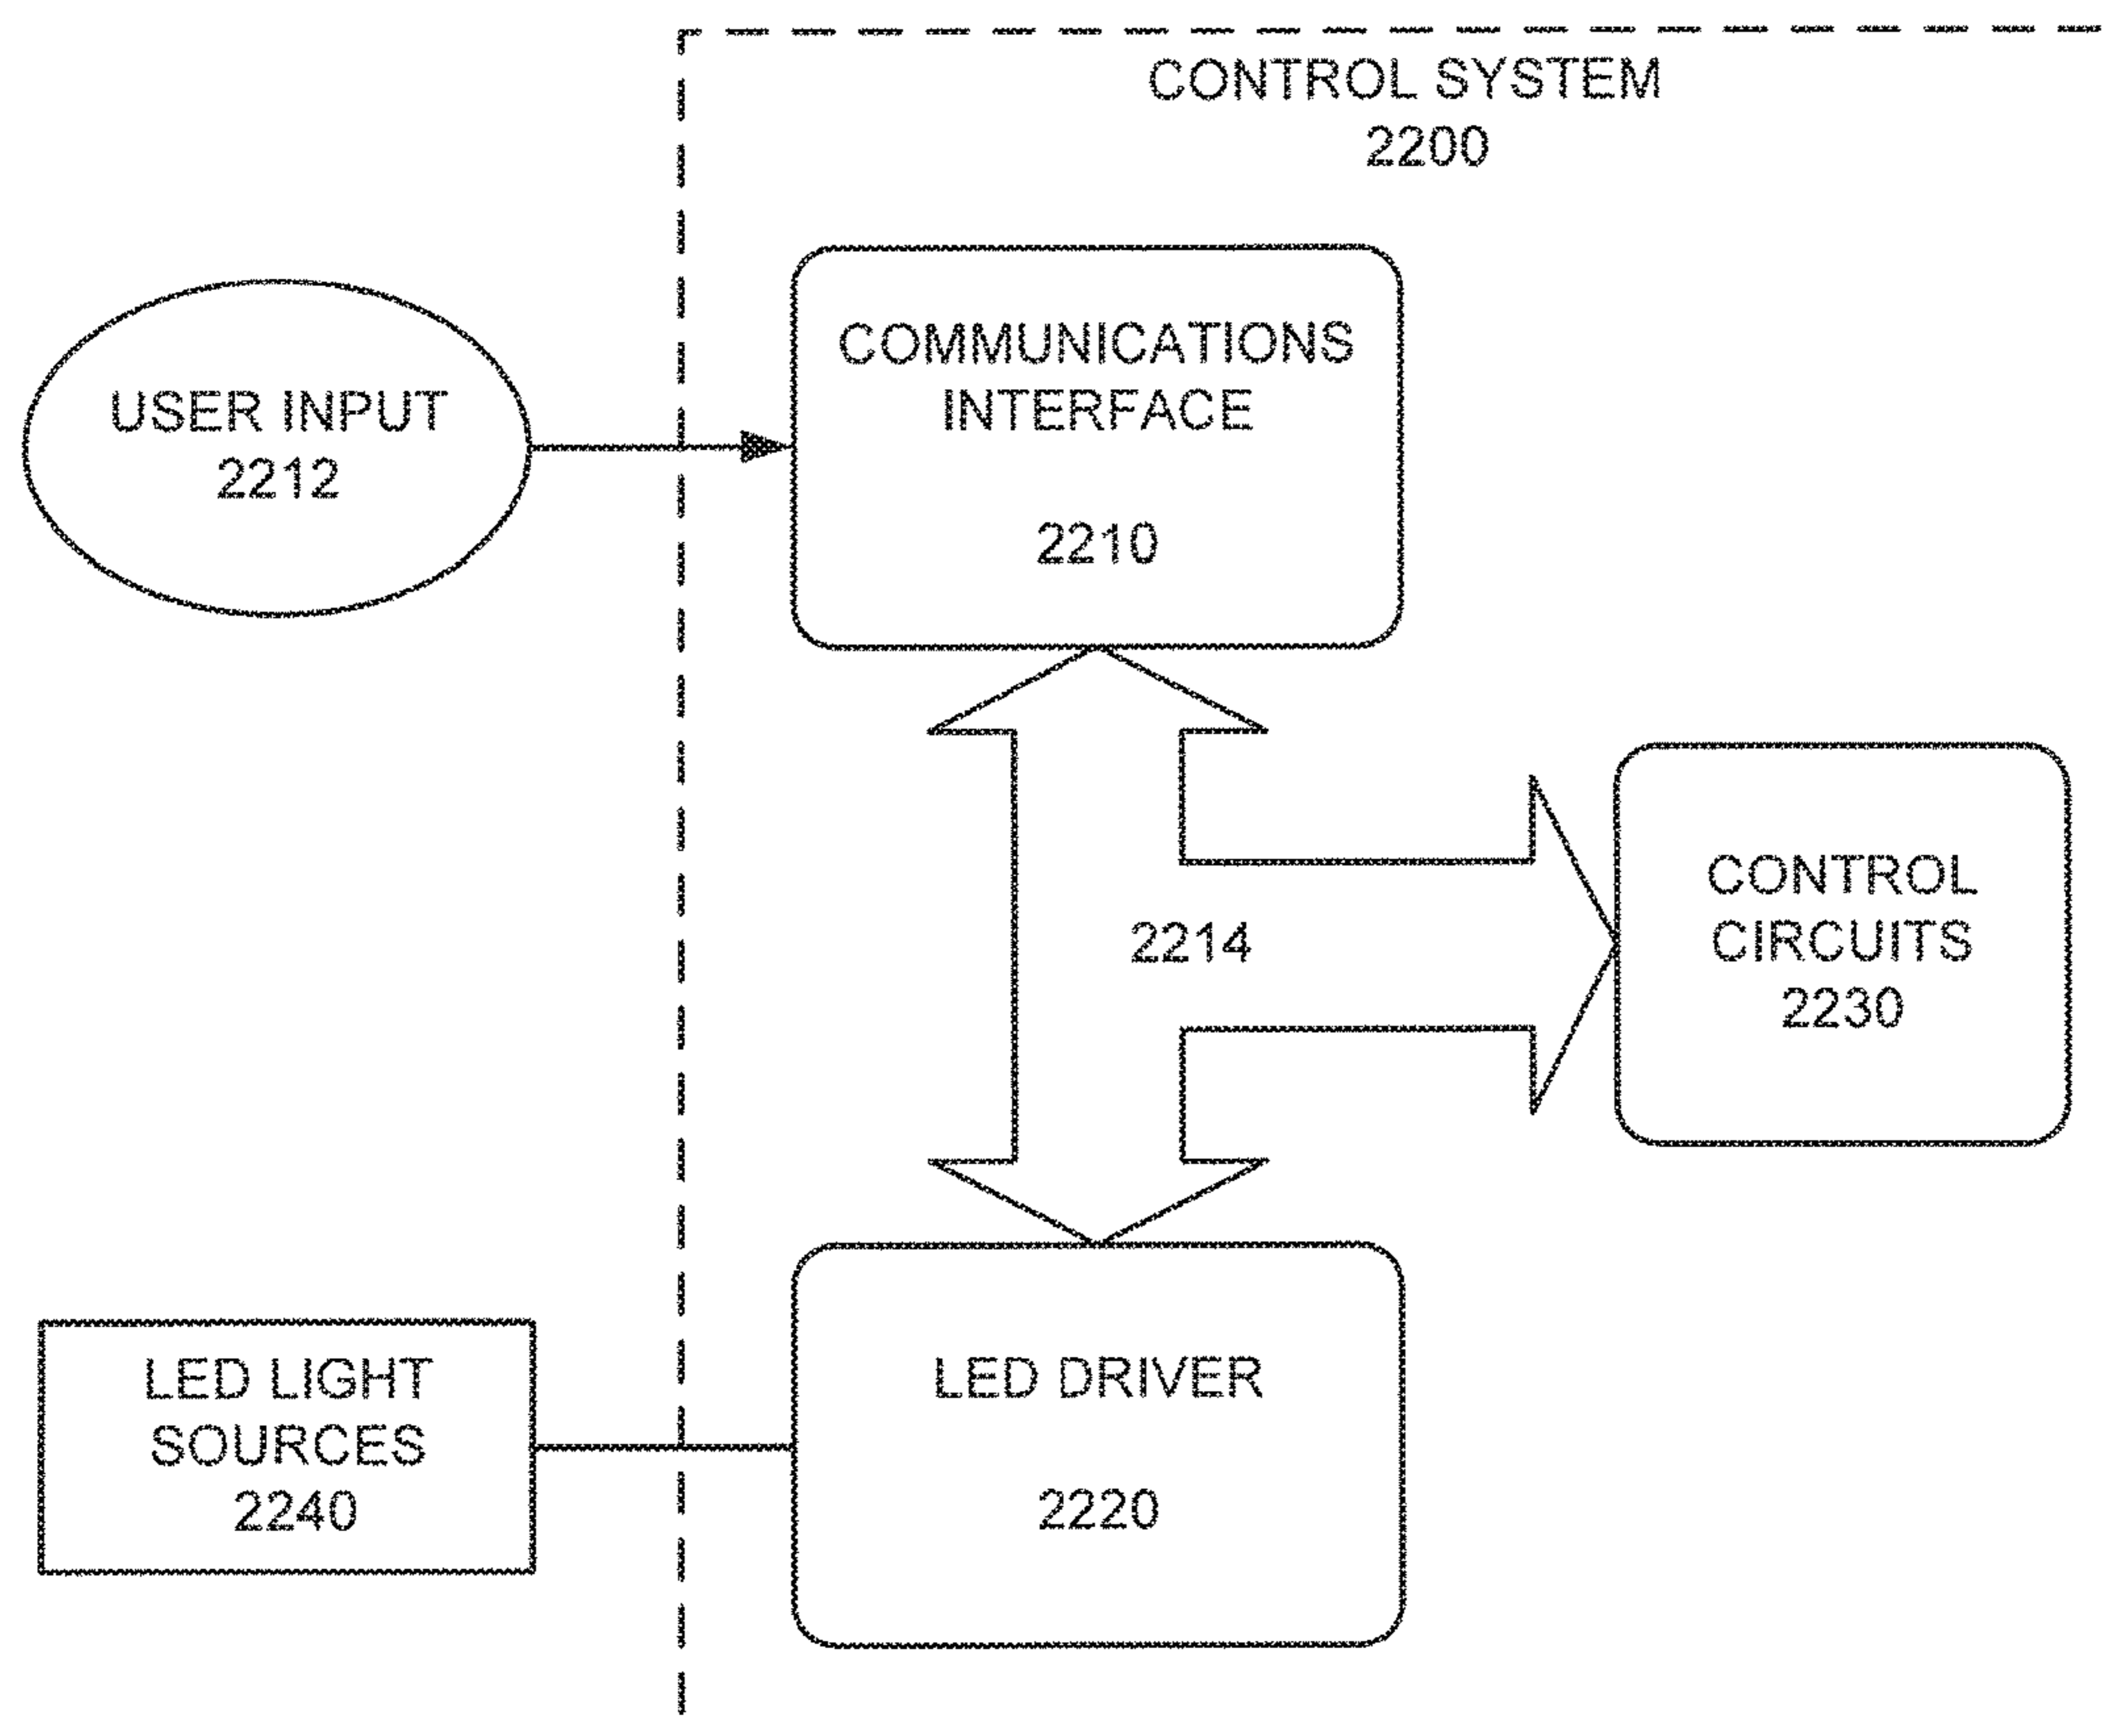 CONTROL SYSTEM
2200
USER INPUT
2212
COMMUNICATIONS
INTERFACE
2210
2214
CONTROL
CIRCUITS
2230
LED LIGHT
SOURCES
2240
LED DRIVER
2220